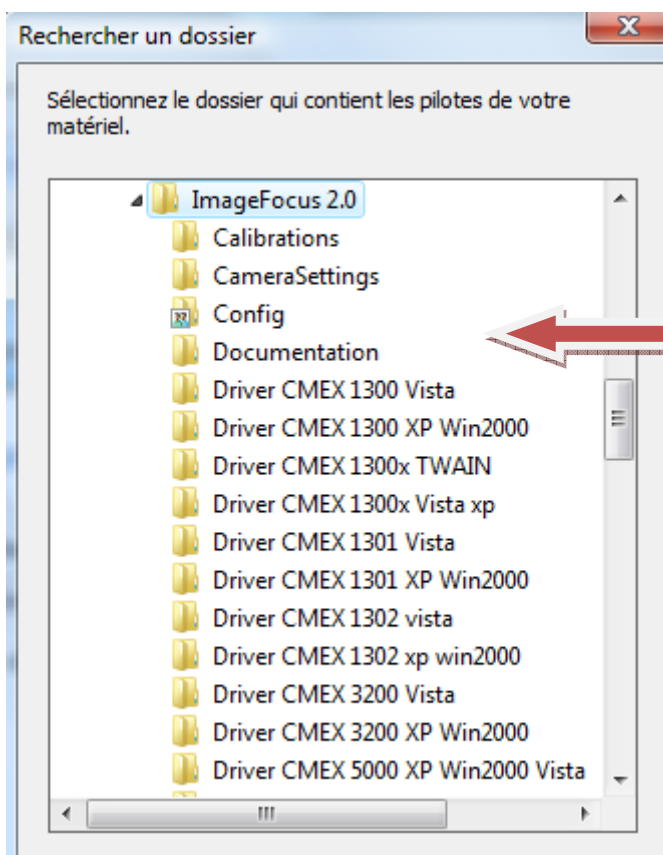 Rechercher un dossier
Sélectionnez le dossier qui contient les pilotes de votre
matériel.
ImageFocus 2.0
Calibrations
CameraSettings
Config
Documentation
Driver CMEX 1300 Vista
Driver CMEX 1300 XP Win2000
Driver CMEX 1300x TWAIN
Driver CMEX 1300x Vista xp
Driver CMEX 1301 Vista
Driver CMEX 1301 XP Win2000
Driver CMEX 1302 vista
Driver CMEX 1302 xp win2000
Driver CMEX 3200 Vista
Driver CMEX 3200 XP Win2000
Driver CMEX 5000 XP Win2000 Vista